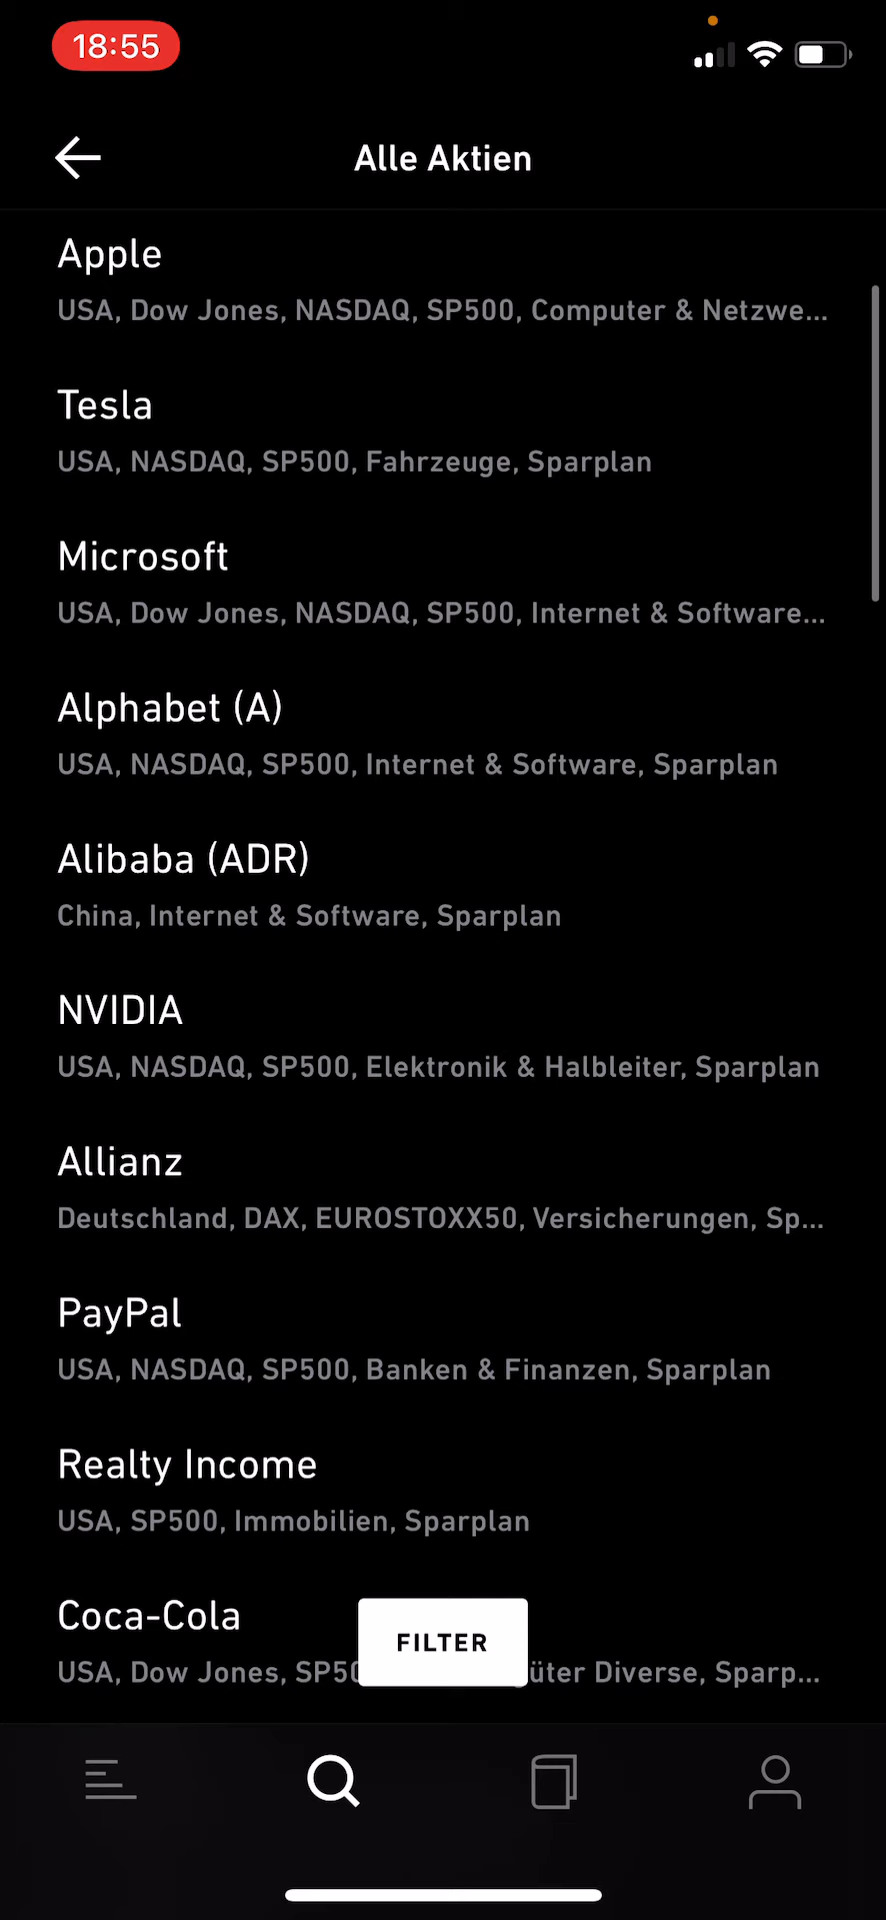 18:55
Alle Aktien
Apple
USA, Dow Jones, NASDAQ, SP500, Computer & Netzwe...
Tesla
USA, NASDAQ, SP500, Fahrzeuge, Sparplan
Microsoft
USA, Dow Jones, NASDAQ, SP500, Internet & Software...
Alphabet (A)
USA, NASDAQ, SP500, Internet & Software, Sparplan
Alibaba (ADR)
China, Internet & Software, Sparplan
NVIDIA
USA, NASDAQ, SP500, Elektronik & Halbleiter, Sparplan
Allianz
Deutschland, DAX, EUROSTOXX50, Versicherungen, Sp...
PayPal
USA, NASDAQ, SP500, Banken & Finanzen, Sparplan
Realty Income
USA, SP500, Immobilien, Sparplan
Coca-Cola
FILTER
USA, Dow Jones, SP50 üter Diverse, Sparp...